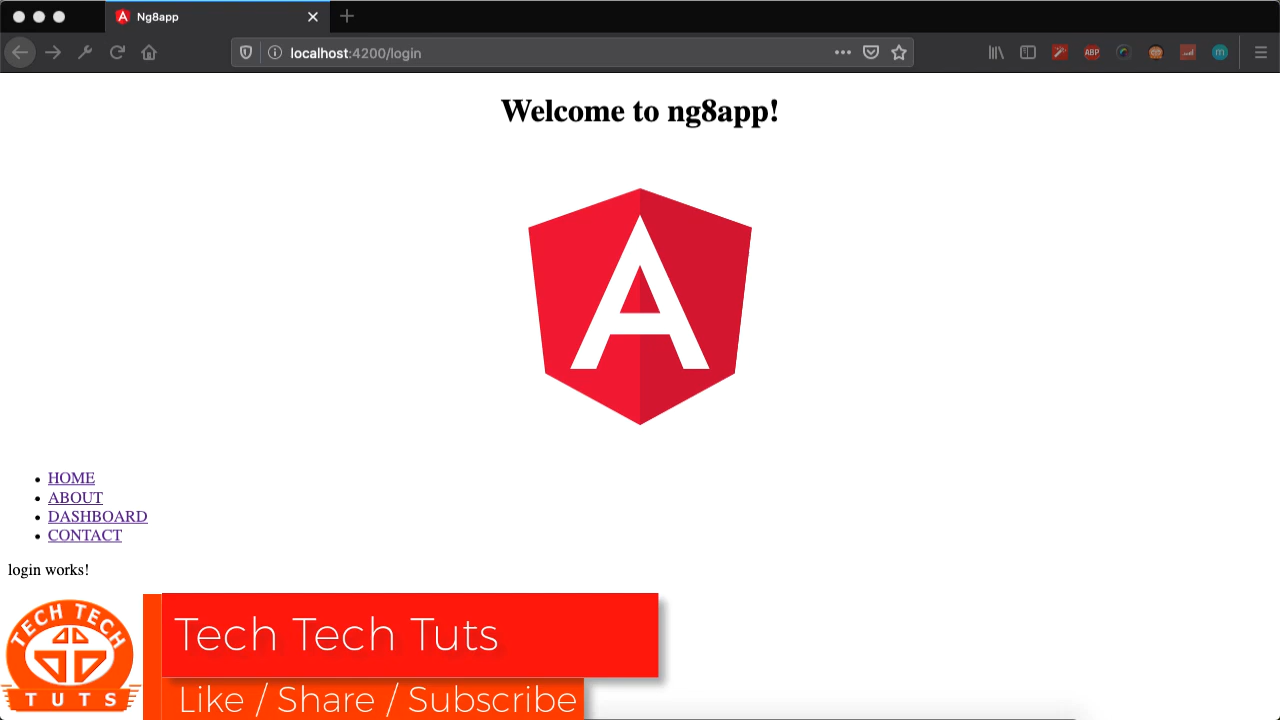 Ng8app
localhost:4200/login
ABP
m
Welcome to ng8app!
A
HOME
ABOUT
DASHBOARD
CONTACT
login works!
TECH TECH
TUTS
Tech Tech Tuts
Like / Share / Subscribe